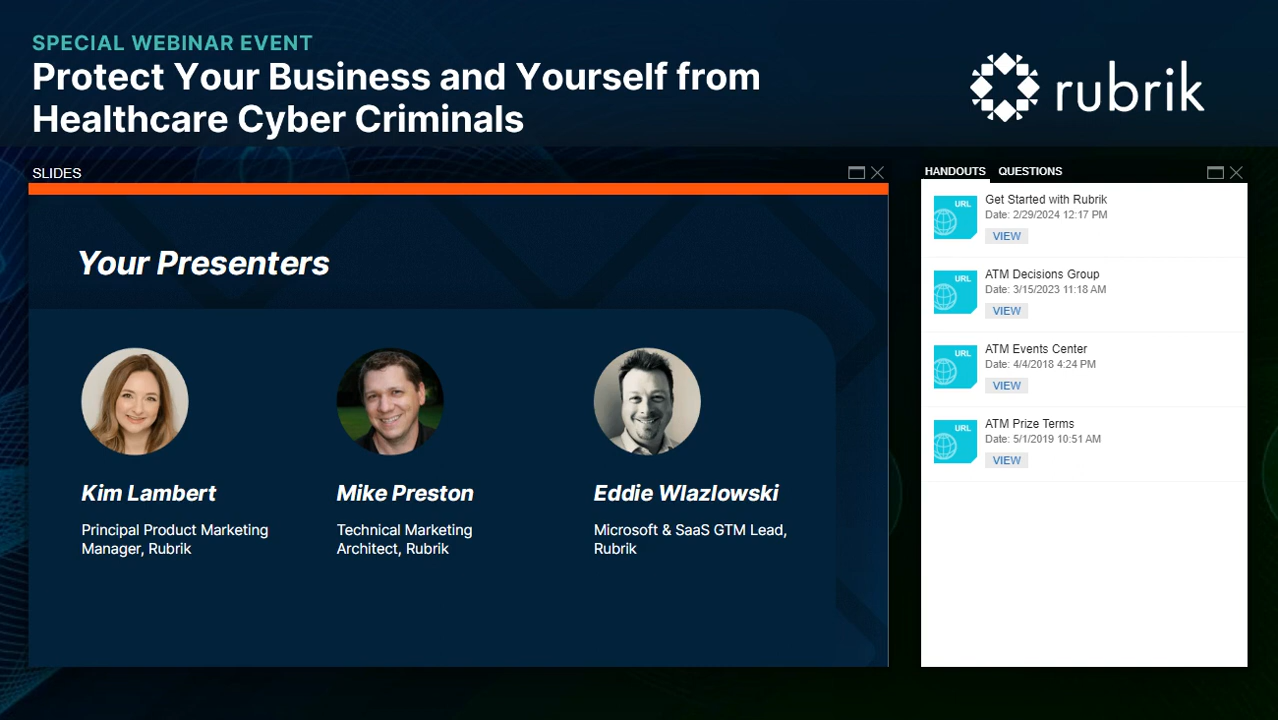 SPECIAL WEBINAR EVENT
Protect Your Business and Yourself from
Healthcare Cyber Criminals
rubrik
SLIDES
Your Presenters
Kim Lambert
Principal Product Marketing
Manager, Rubrik
Mike Preston
Technical Marketing
Architect, Rubrik
Eddie Wlazlowski
Microsoft & SaaS GTM Lead,
Rubrik
HANDOUTS QUESTIONS
URL
Get Started with Rubrik
Date: 2/29/2024 12:17 PM
VIEW
URL
ATM Decisions Group
Date: 3/15/2023 11:18 AM
VIEW
URL
ATM Events Center
Date: 4/4/2018 4:24 PM
VIEW
URL
ATM Prize Terms
Date: 5/1/2019 10:51 AM
VIEW